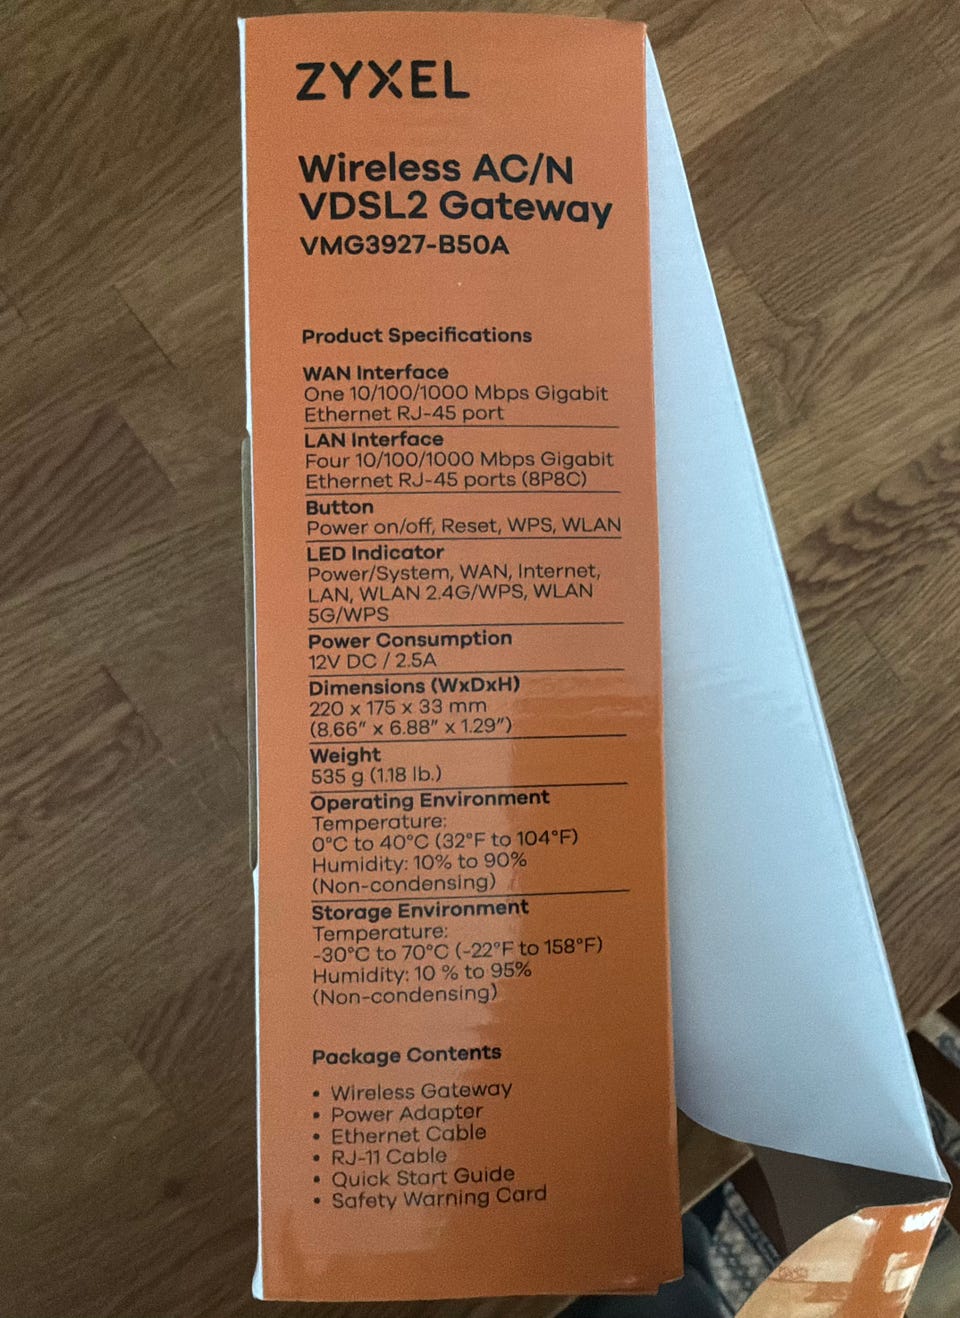 ZYXEL
Wireless AC/N
VDSL2 Gateway
VMG3927-B50A
Product Specifications
WAN Interface
One 10/100/1000 Mbps Gigabit
Ethernet RJ-45 port
LAN Interface
Four 10/100/1000 Mbps Gigabit
Ethernet RJ-45 ports (8P8C)
Button
Power on/off, Reset, WPS, WLAN
LED Indicator
Power/System, WAN, Internet,
LAN, WLAN 2.4G/WPS, WLAN
5G/WPS
Power Consumption
12V DC / 2.5A
Dimensions (WxDxH)
220 x 175 x 33 mm
(8.66” x 6.88” x 1.29”)
Weight
535 g (1.18 lb.)
Operating Environment
Temperature:
0°C to 40°C (32°F to 104°F)
Humidity: 10% to 90%
(Non-condensing)
Storage Environment
Temperature:
-30°C to 70°C (-22°F to 158°F)
Humidity: 10 % to 95%
(Non-condensing)
Package Contents
• Wireless Gateway
• Power Adapter
• Ethernet Cable
• RJ-11 Cable
• Quick Start Guide
• Safety Warning Card